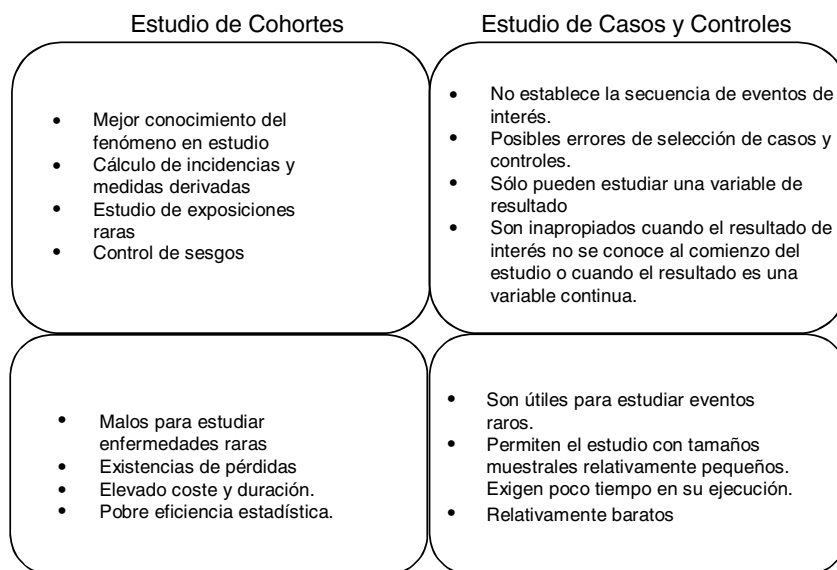 Estudio de Cohortes
Estudio de Casos y Controles
• Mejor conocimiento del
fenómeno en estudio
• Cálculo de incidencias y
medidas derivadas
• Estudio de exposiciones
raras
• Control de sesgos
• No establece la secuencia de eventos de
interés.
• Posibles errores de selección de casos y
controles.
• Sólo pueden estudiar una variable de
resultado
• Son inapropiados cuando el resultado de
interés no se conoce al comienzo del
estudio o cuando el resultado es una
variable continua.
• Malos para estudiar
enfermedades raras
• Existencias de pérdidas
• Elevado coste y duración.
• Pobre eficiencia estadística.
• Son útiles para estudiar eventos
raros.
• Permiten el estudio con tamaños
muestrales relativamente pequeños.
Exigen poco tiempo en su ejecución.
• Relativamente baratos